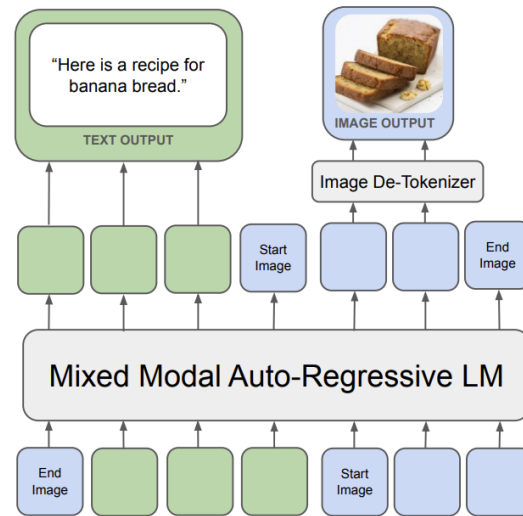 “Here is a recipe for
banana bread.”
TEXT OUTPUT
IMAGE OUTPUT
Image De-Tokenizer
Start
Image
End
Image
Mixed Modal Auto-Regressive LM
End
Image
Start
Image